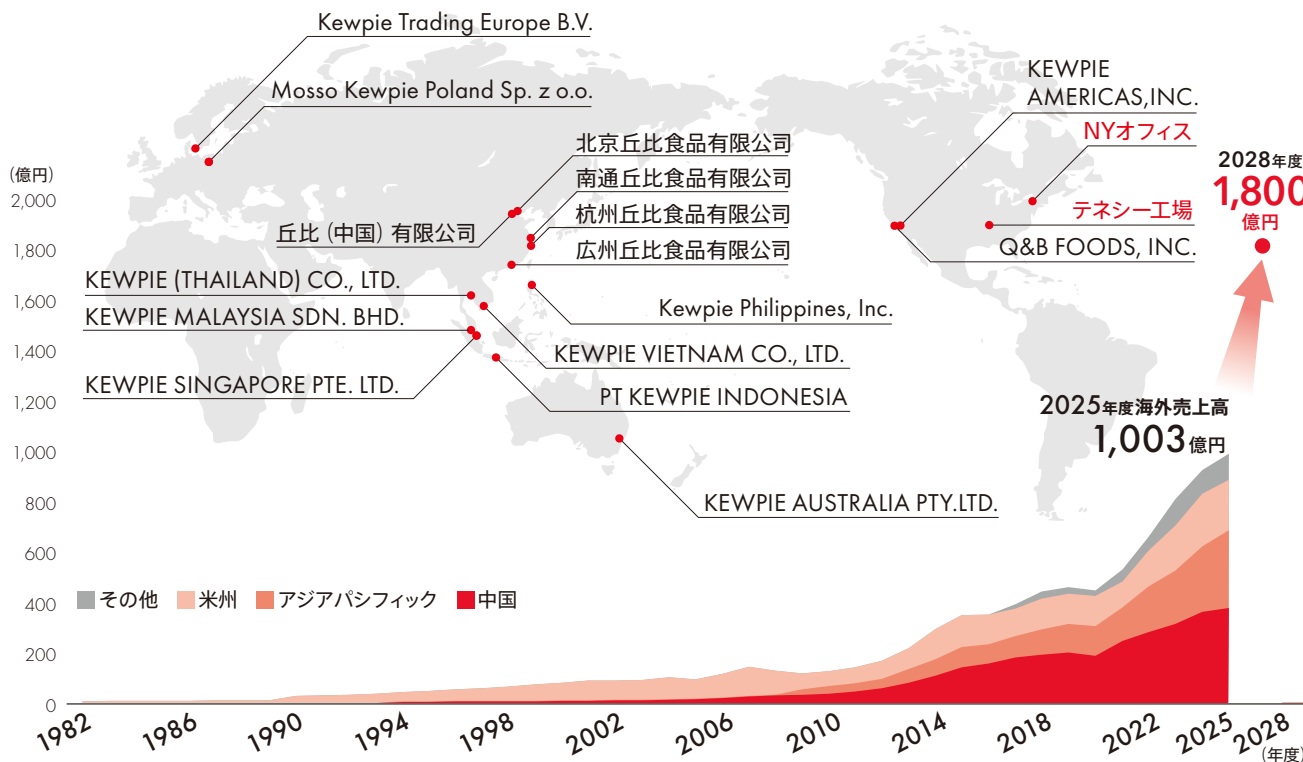 Kewpie Trading Europe B.V.
Mosso Kewpie Poland Sp. z o.o.
KEWPIE
AMERICAS,INC.
NYオフィス
北京丘比食品有限公司
南通丘比食品有限公司
杭州丘比食品有限公司
広州丘比食品有限公司
丘比（中国）有限公司
テネシー工場
Q&B FOODS, INC.
KEWPIE (THAILAND) CO., LTD.
KEWPIE MALAYSIA SDN. BHD.
KEWPIE SINGAPORE PTE. LTD.
Kewpie Philippines, Inc.
KEWPIE VIETNAM CO., LTD.
PT KEWPIE INDONESIA
KEWPIE AUSTRALIA PTY.LTD.
2028年度
1,800
億円
2025年度海外売上高
1,003億円
（億円）
2,000
1,800
1,600
1,400
1,200
1,000
800
600
400
200
0
その他 米州 アジアパシフィック 中国
1982 1986 1990 1994 1998 2002 2006 2010 2014 2018 2022 2025 2028
（年度）